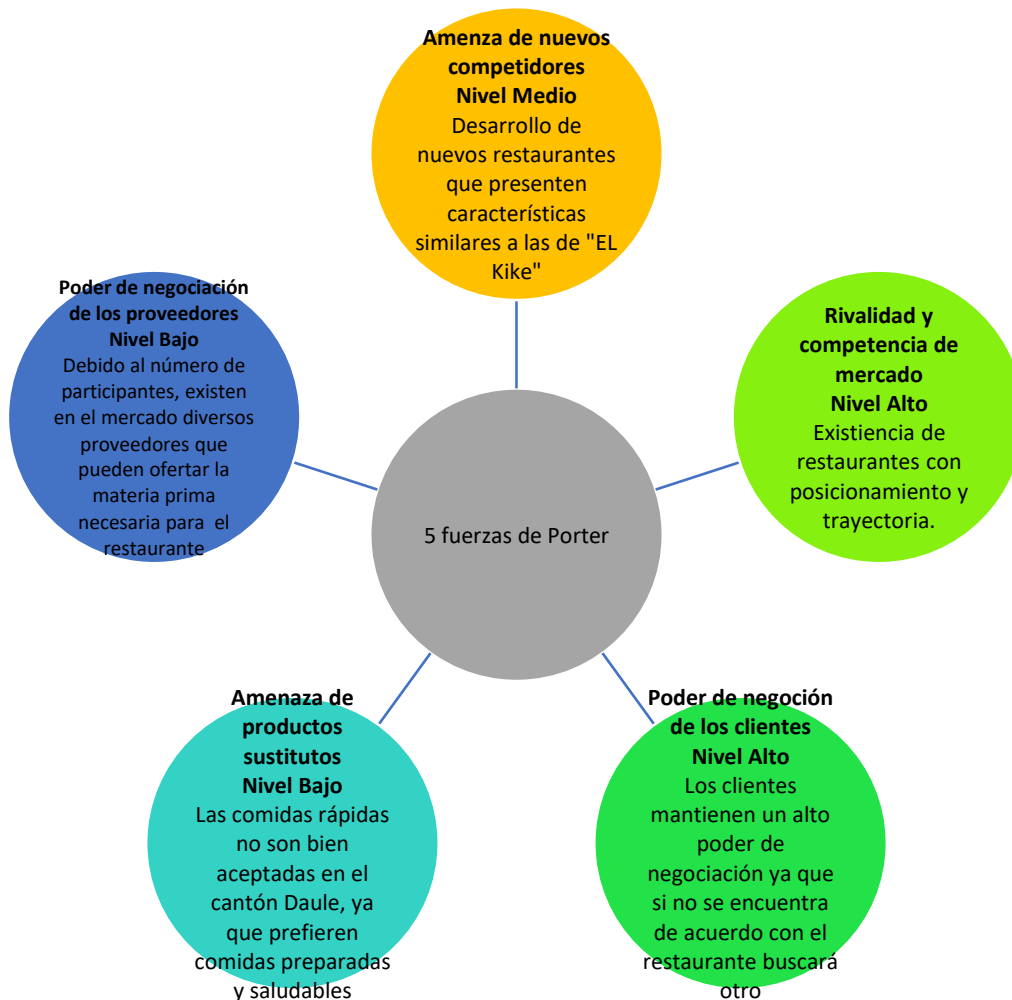 Amenza de nuevos
competidores
Nivel Medio
Desarrollo de
nuevos restaurantes
que presenten
características
similares a las de "EL
Kike"
Rivalidad y
competencia de
mercado
Nivel Alto
Existiencia de
restaurantes con
posicionamiento y
trayectoria.
Poder de negoción
de los clientes
Nivel Alto
Los clientes
mantienen un alto
poder de
negociación ya que
si no se encuentra
de acuerdo con el
restaurante buscará
otro
Amenaza de
productos
sustitutos
Nivel Bajo
Las comidas rápidas
no son bien
aceptadas en el
cantón Daule, ya
que prefieren
comidas preparadas
y saludables
Poder de negociación
de los proveedores
Nivel Bajo
Debido al número de
participantes, existen
en el mercado diversos
proveedores que
pueden ofertar la
materia prima
necesaria para el
restaurante
5 fuerzas de Porter